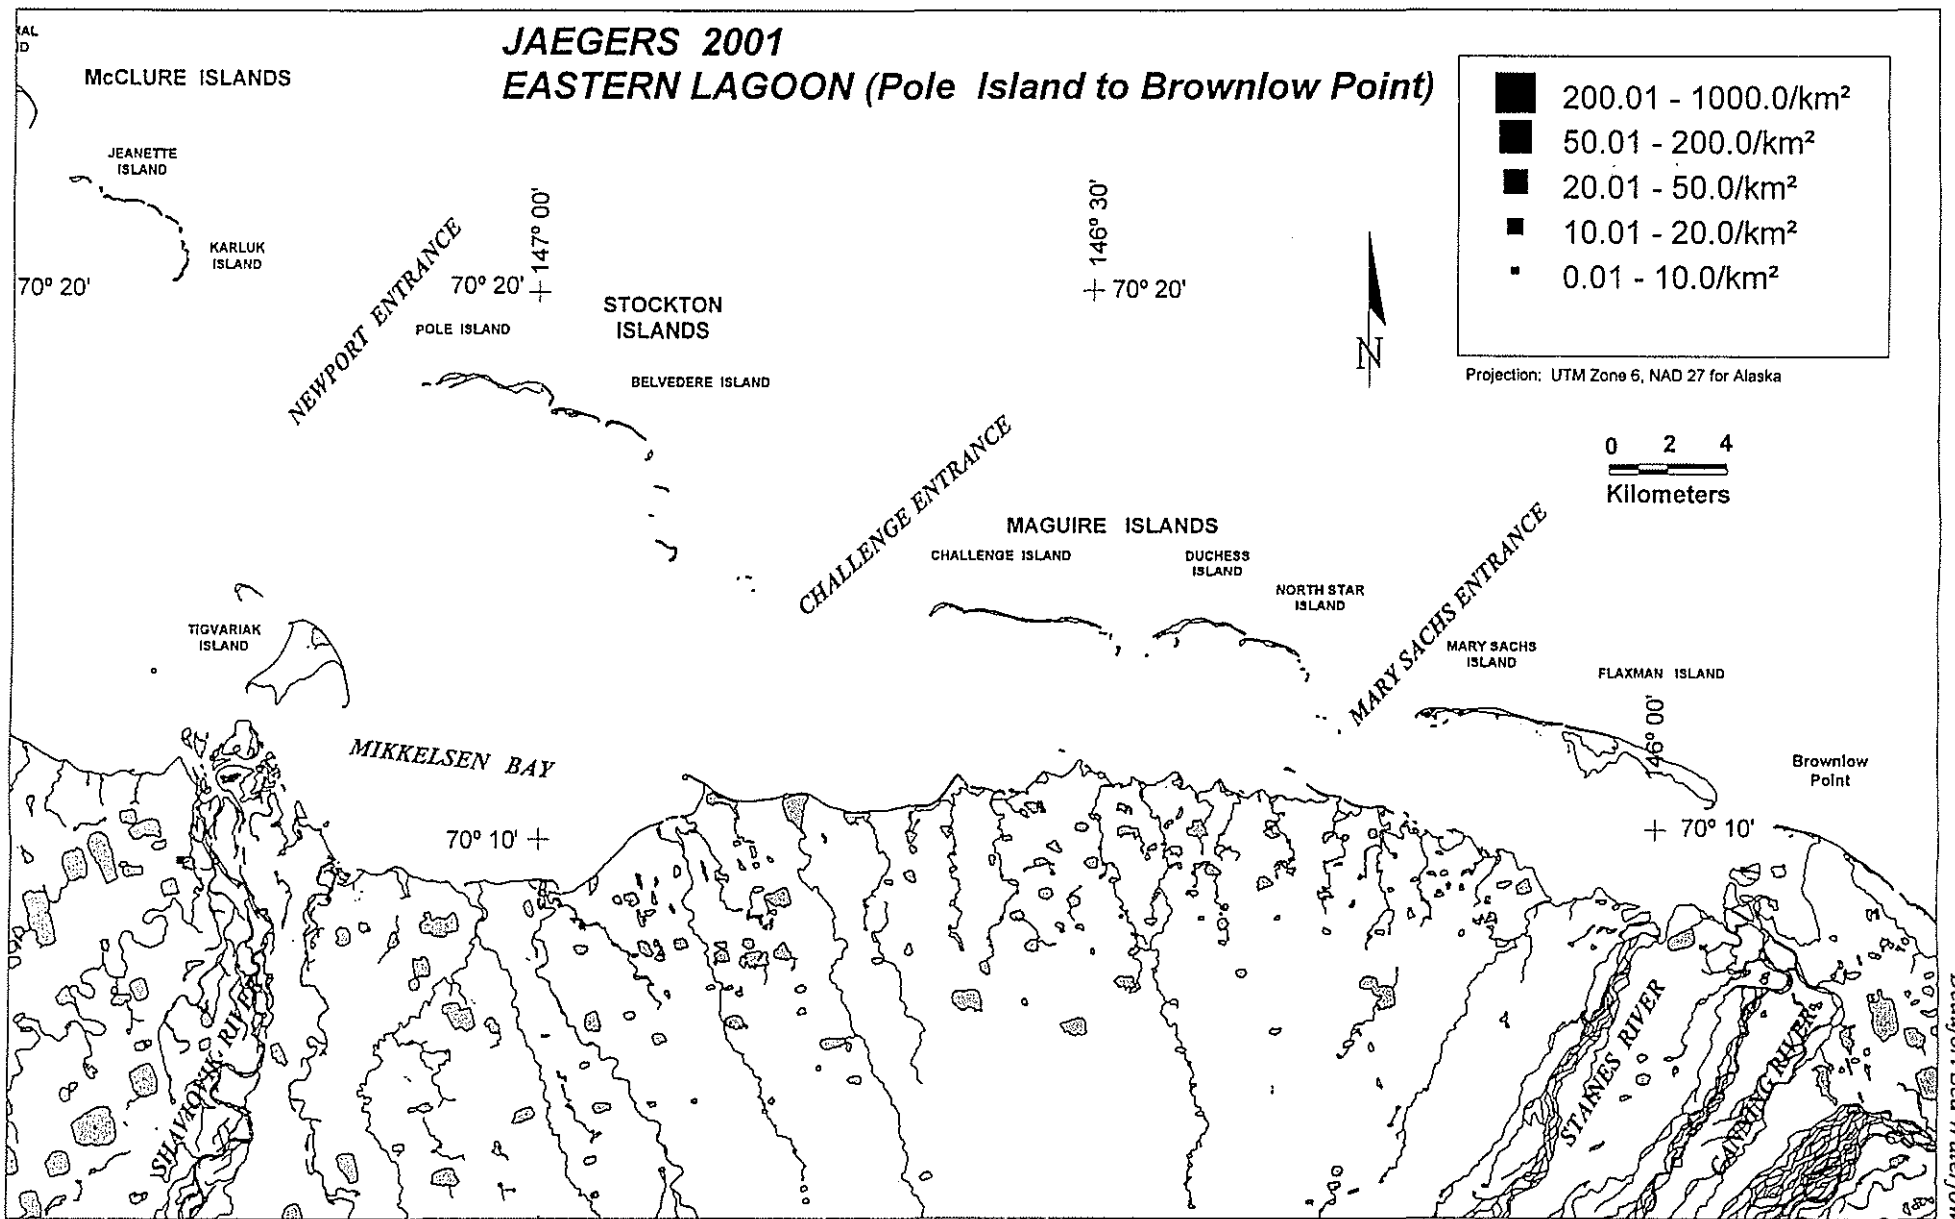 JAEGERS 2001
EASTERN LAGOON (Pole Island to Brownlow Point)
200.01 - 1000.0/km²
50.01 - 200.0/km²
20.01 - 50.0/km²
10.01 - 20.0/km²
0.01 - 10.0/km²
Projection: UTM Zone 6, NAD 27 for Alaska
McCLURE ISLANDS
JEANETTE
ISLAND
KARLUK
ISLAND
70° 20'
NEWPORT ENTRANCE
147° 00'
70° 20'
146° 30'
70° 20'
N
STOCKTON
ISLANDS
POLE ISLAND
BELVEDERE ISLAND
0 2 4
Kilometers
CHALLENGE ENTRANCE
MAGUIRE ISLANDS
CHALLENGE ISLAND
DUCHESS
ISLAND
NORTH STAR
ISLAND
MARY SACHS ENTRANCE
MARY SACHS
ISLAND
FLAXMAN ISLAND
46° 00'
TIGVARIAK
ISLAND
MIKKELSEN BAY
Brownlow
Point
70° 10'
70° 10'
SHAVIOVIK RIVER
STAINES RIVER
CANNING RIVER